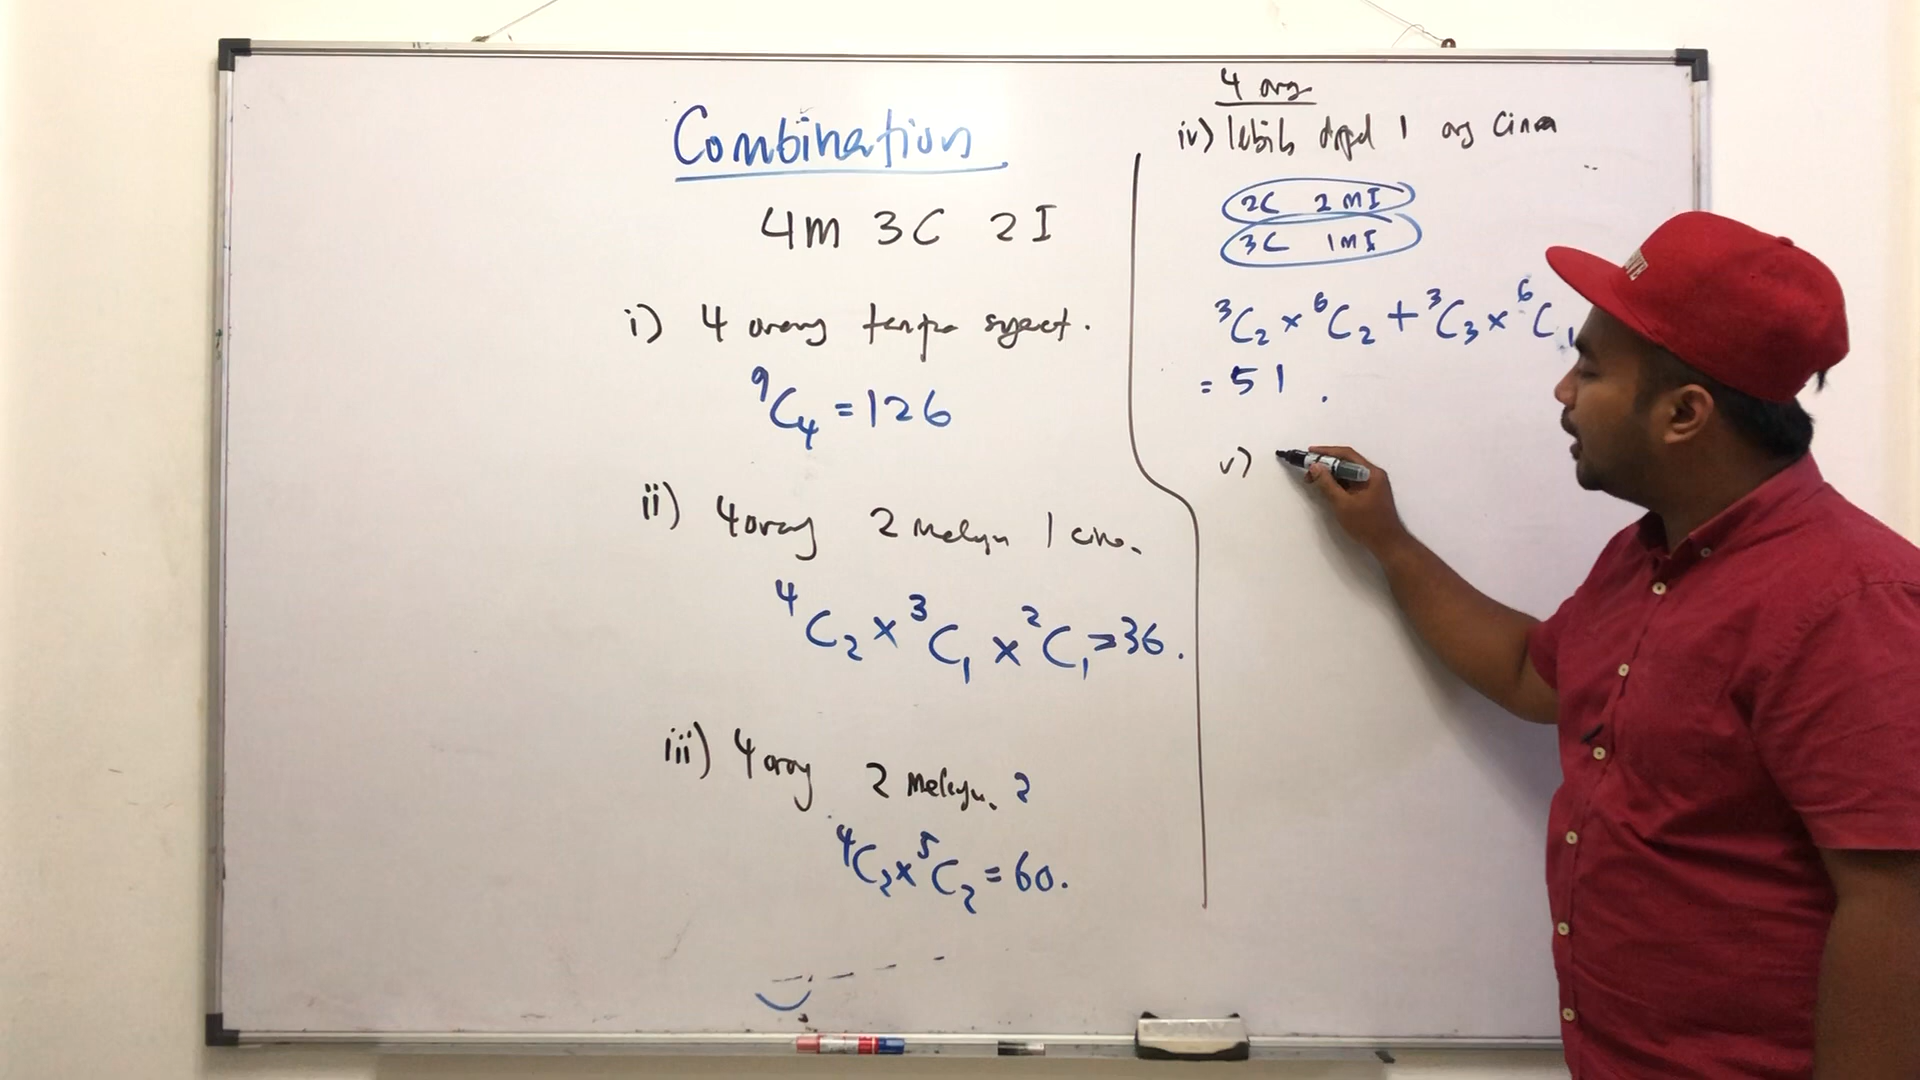 Combination
4M 3C 2I
i) 4 orang tanpa syarat.
⁹C₄ = 126
ii) 4 orang 2 Melayu 1 cina.
⁴C₂ × ³C₁ × ²C₁ = 36.
iii) 4 orang 2 Melayu. 2
⁴C₂ × ⁵C₂ = 60.
4 org
iv) lebih drpd 1 org Cina
2C 2MI
3C 1MI
³C₂ × ⁶C₂ + ³C₃ × ⁶C₁
= 51.
v)